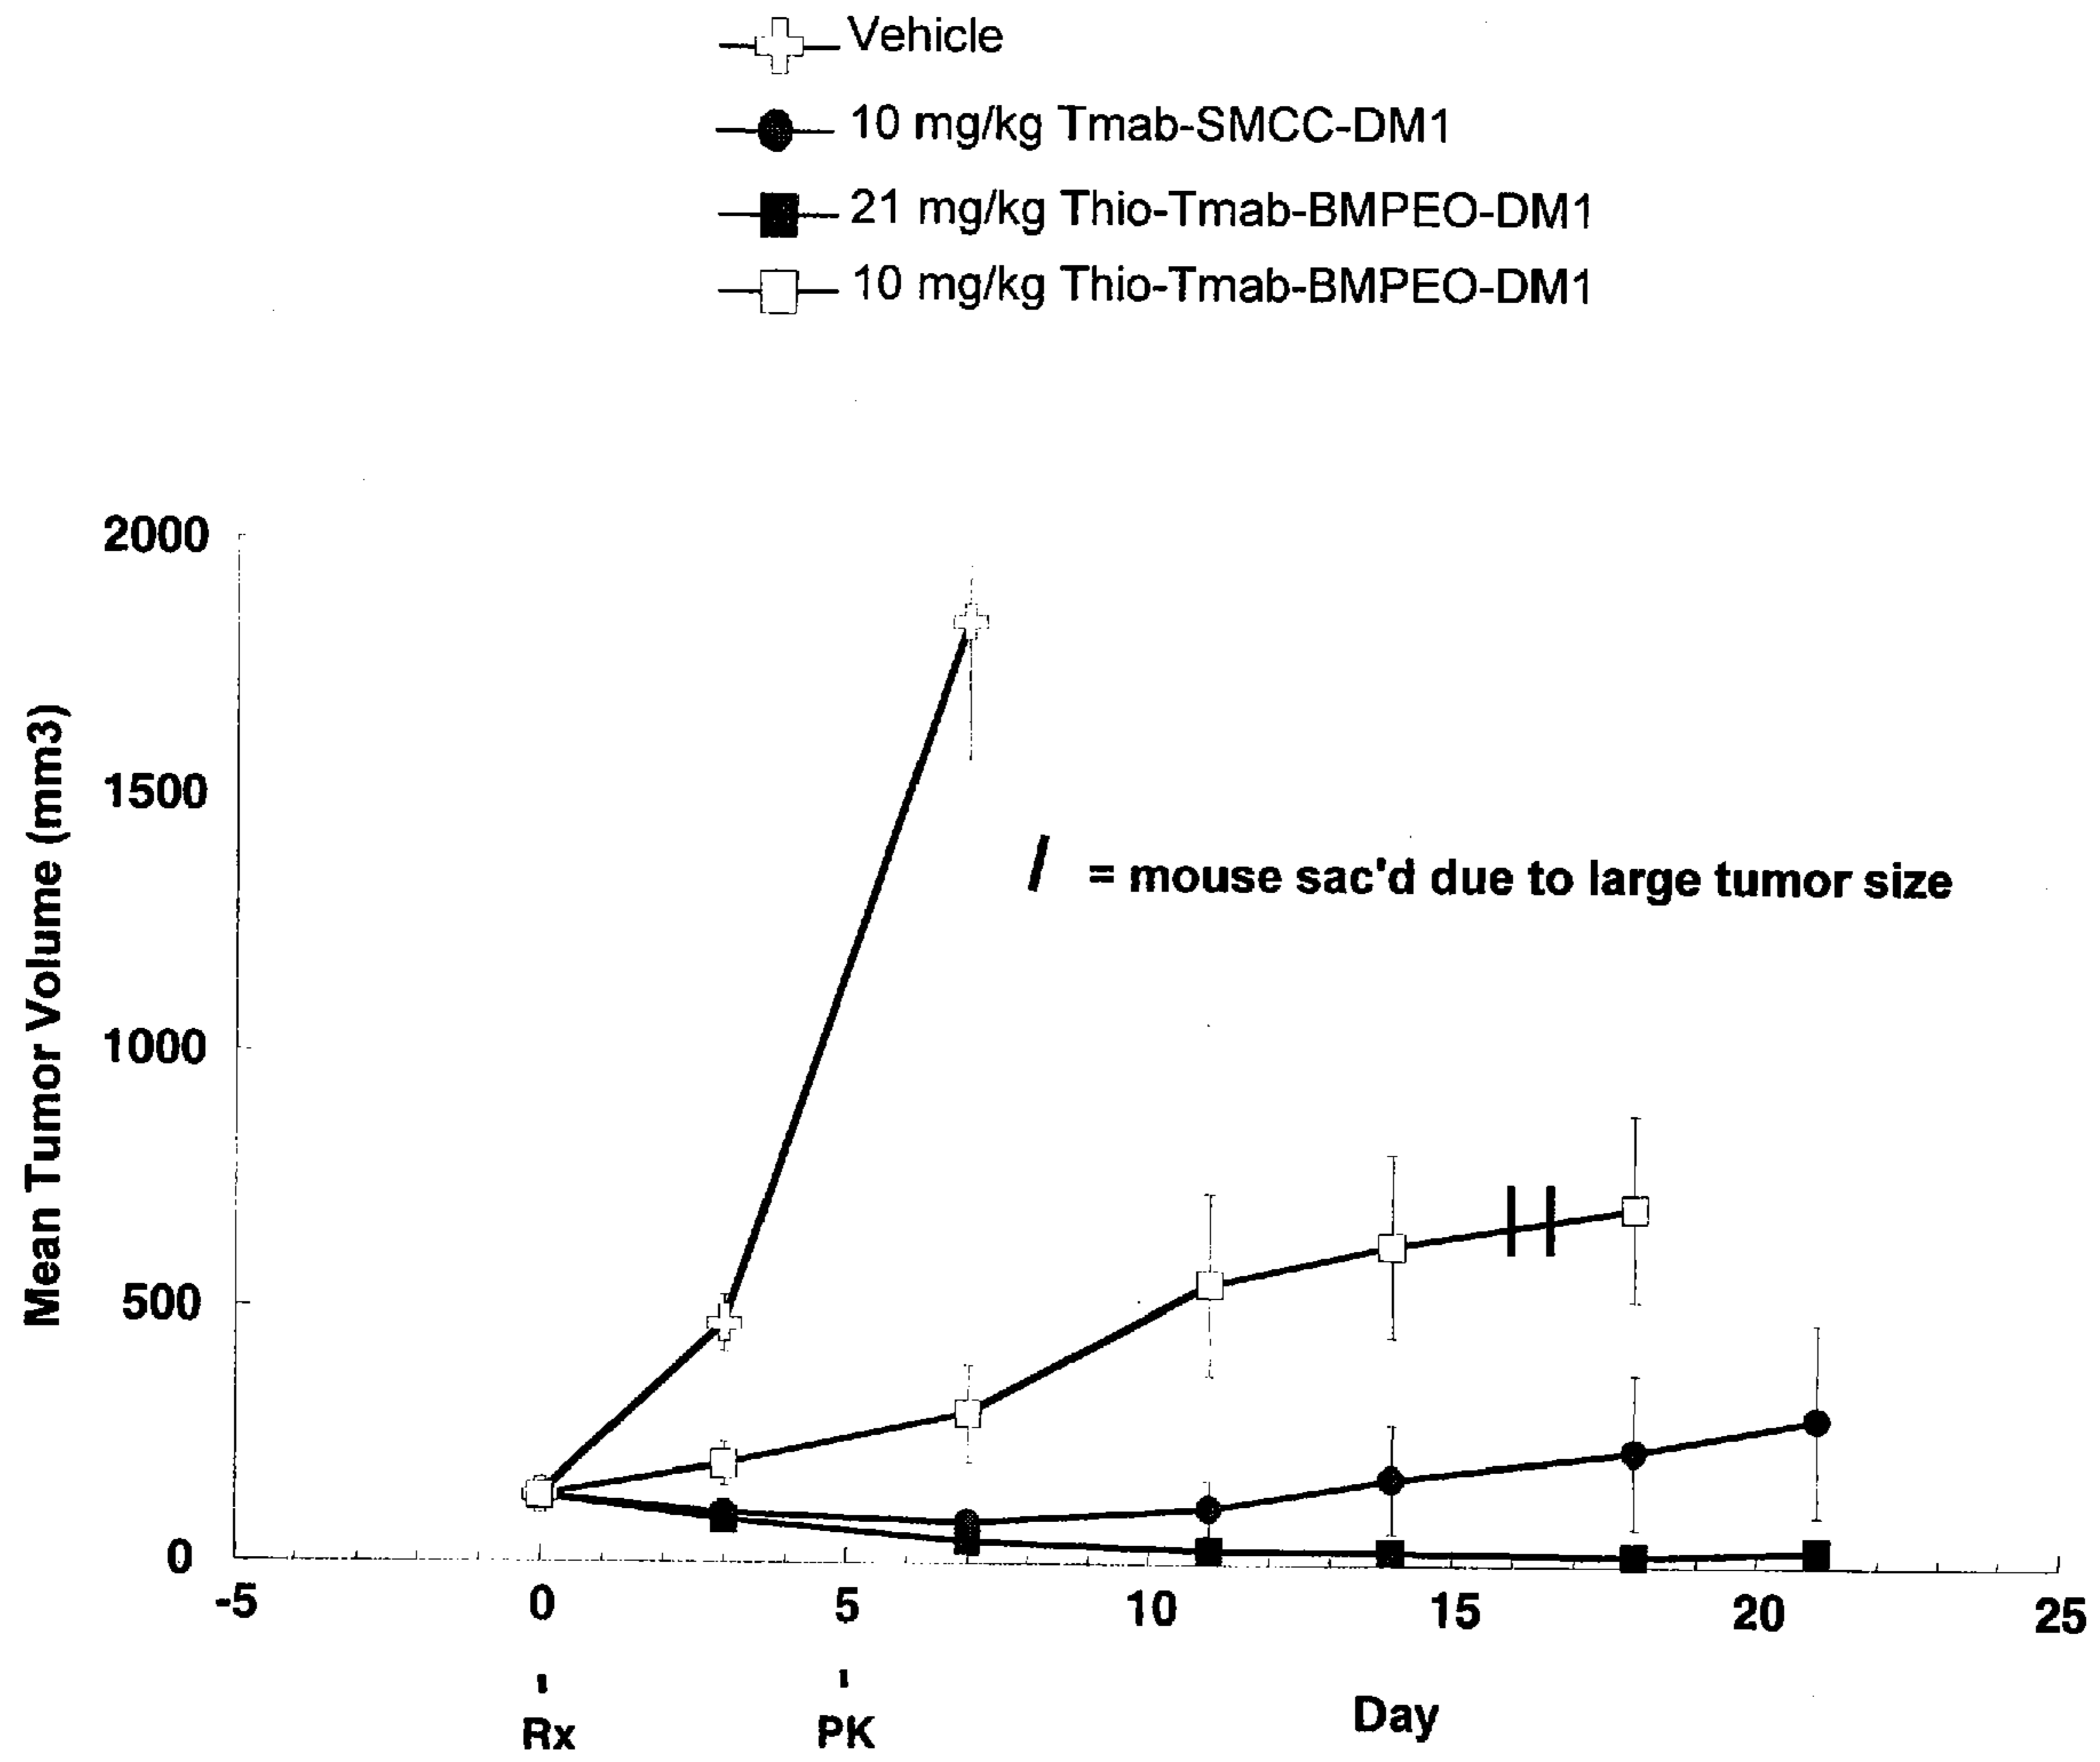 Vehicle
10 mg/kg Tmab-SMCC-DM1
21 mg/kg Thio-Tmab-BMPEO-DM1
10 mg/kg Thio-Tmab-BMPEO-DM1
Mean Tumor Volume (mm3)
2000
1500
1000
500
0
/ = mouse sac'd due to large tumor size
-5 0 5 10 15 20 25
Rx PK Day